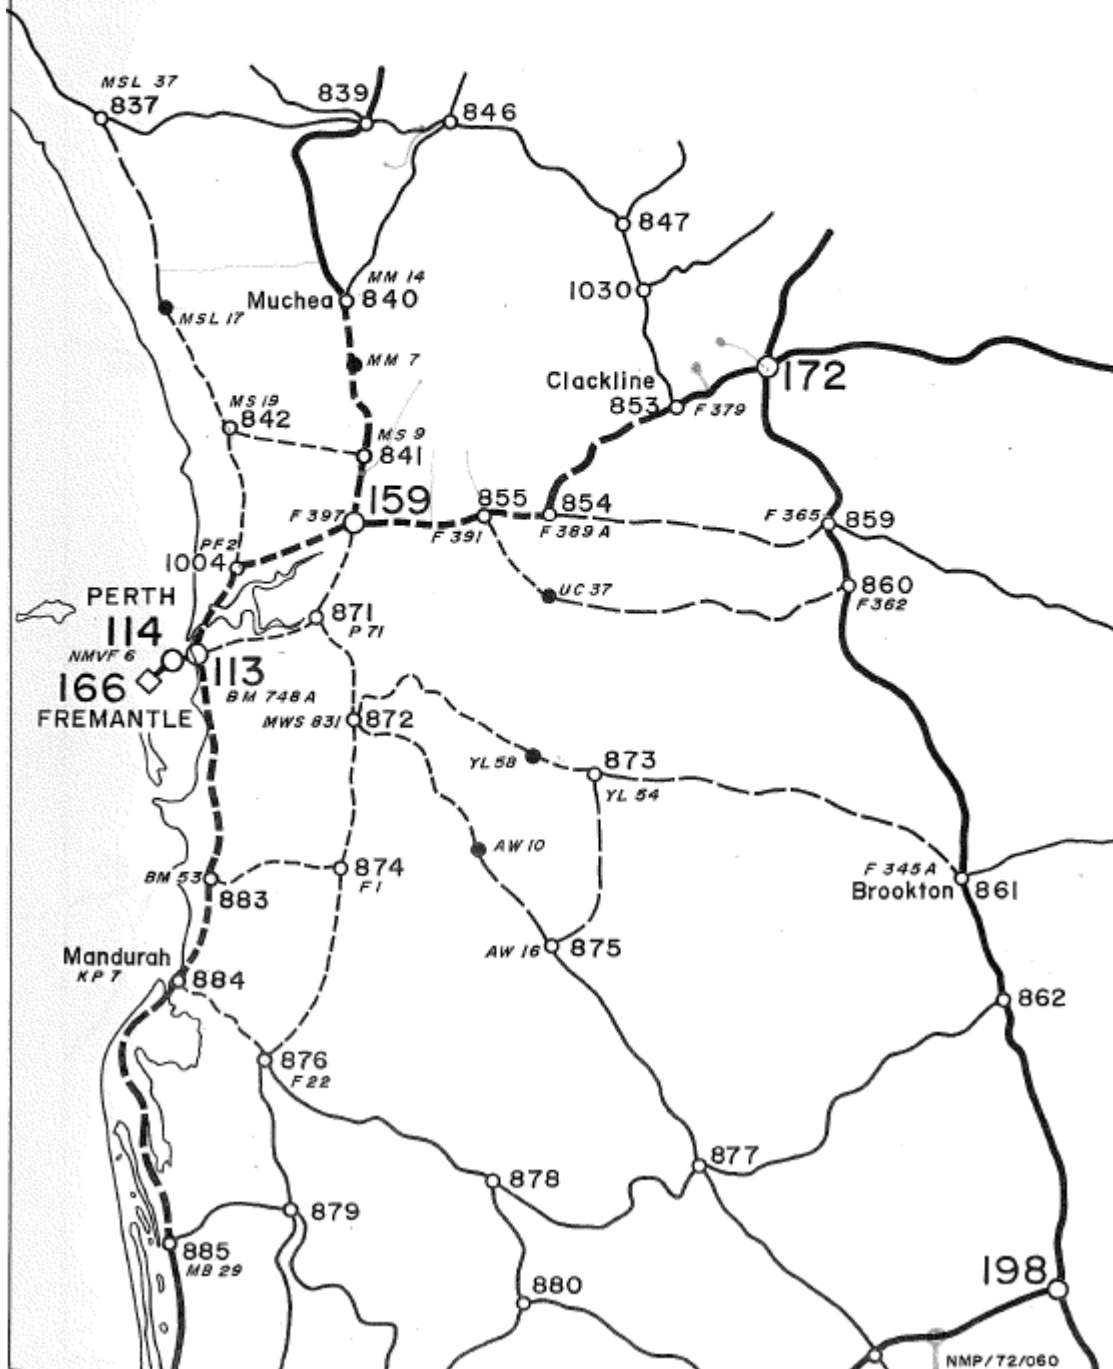 MSL 37
837
839
846
847
MM 14
Muchea 840
1030
MSL 17
MM 7
172
Clackline
853
F 379
MS 19
842
MS 9
841
159
855
854
F 397
F 391
F 389 A
F 365
859
PF2
1004
UC 37
860
F 362
PERTH
114
871
P 71
NMVF 6
113
166
BM 748 A
FREMANTLE
MWS 831
872
YL 58
873
YL 54
AW 10
874
F 1
BM 53
883
F 345 A
Brookton 861
AW 16
875
Mandurah
KP 7
884
862
876
F 22
877
878
879
885
MB 29
198
880
NMP/72/060